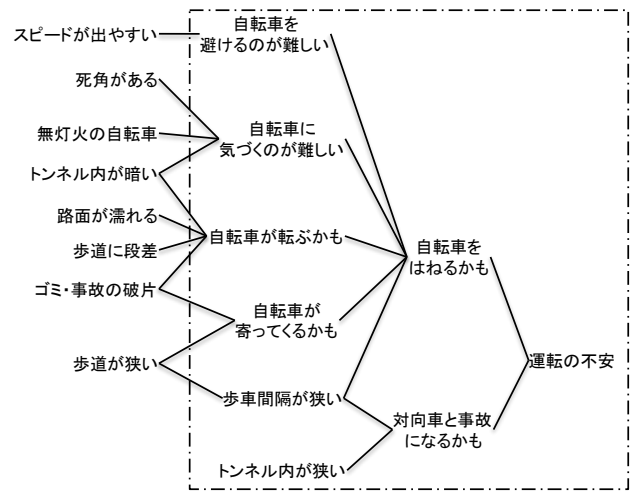 スピードが出やすい
死角がある
無灯火の自転車
トンネル内が暗い
路面が濡れる
歩道に段差
ゴミ・事故の破片
歩道が狭い
自転車を
避けるのが難しい
自転車に
気づくのが難しい
自転車が転ぶかも
自転車が
寄ってくるかも
歩車間隔が狭い
トンネル内が狭い
自転車を
はねるかも
対向車と事故
になるかも
運転の不安